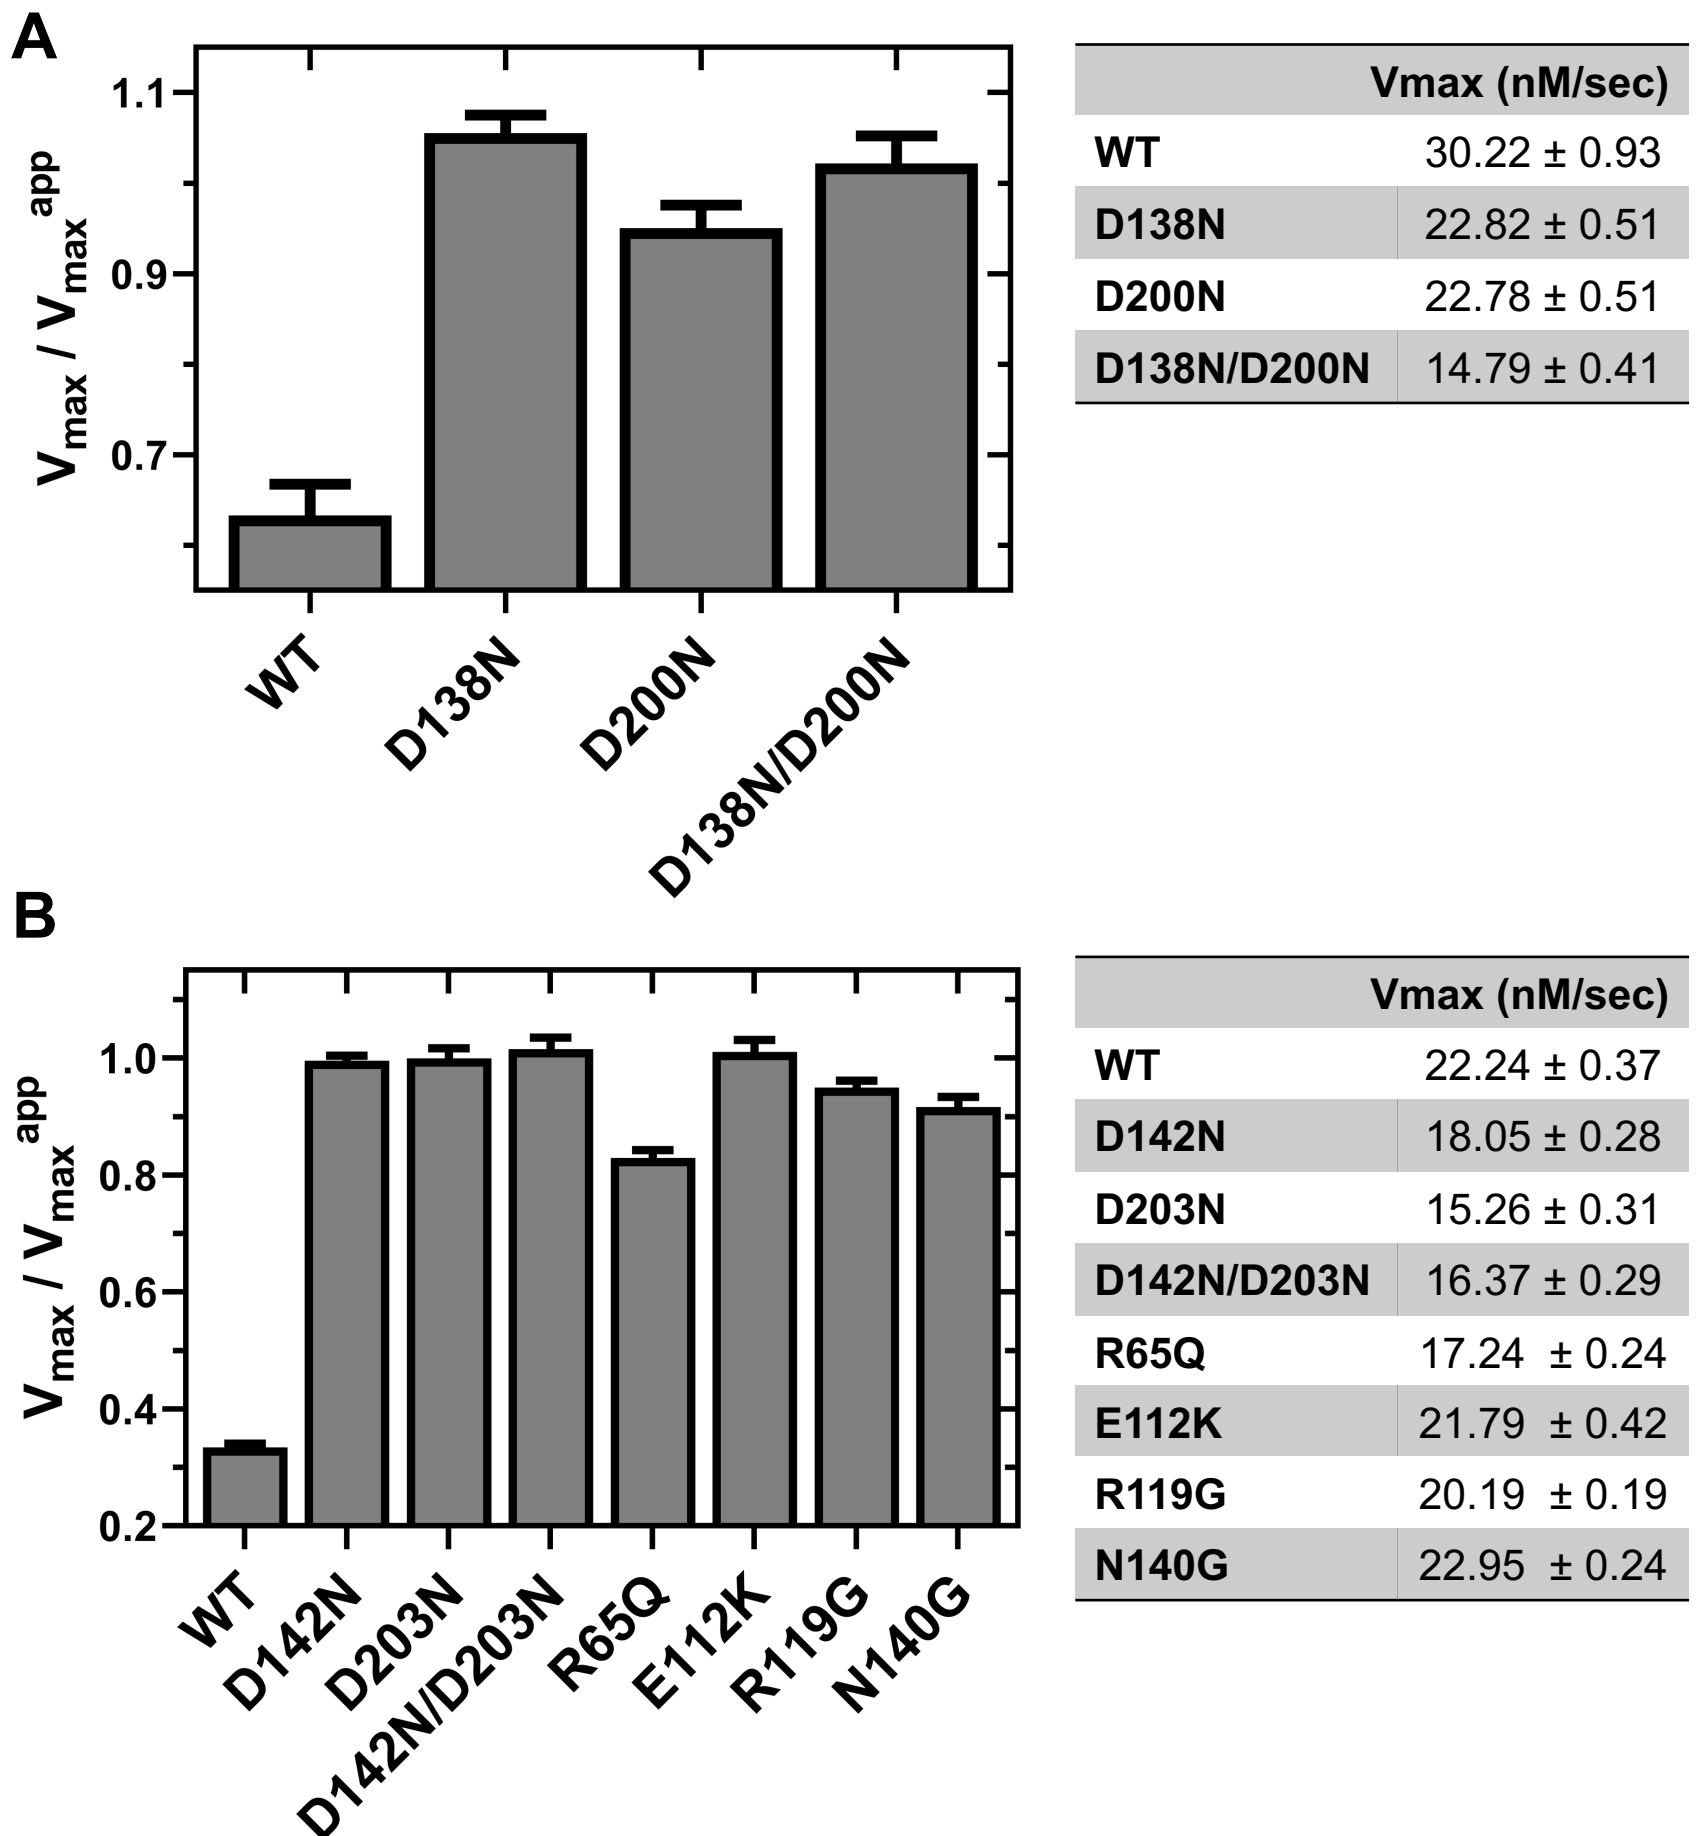 A
Vmax / Vmax app
1.1
0.9
0.7
WT
D138N
D200N
D138N/D200N
Vmax (nM/sec)
WT 30.22 ± 0.93
D138N 22.82 ± 0.51
D200N 22.78 ± 0.51
D138N/D200N 14.79 ± 0.41
B
Vmax / Vmax app
1.0
0.8
0.6
0.4
0.2
WT
D142N
D203N
D142N/D203N
R65Q
E112K
R119G
N140G
Vmax (nM/sec)
WT 22.24 ± 0.37
D142N 18.05 ± 0.28
D203N 15.26 ± 0.31
D142N/D203N 16.37 ± 0.29
R65Q 17.24 ± 0.24
E112K 21.79 ± 0.42
R119G 20.19 ± 0.19
N140G 22.95 ± 0.24